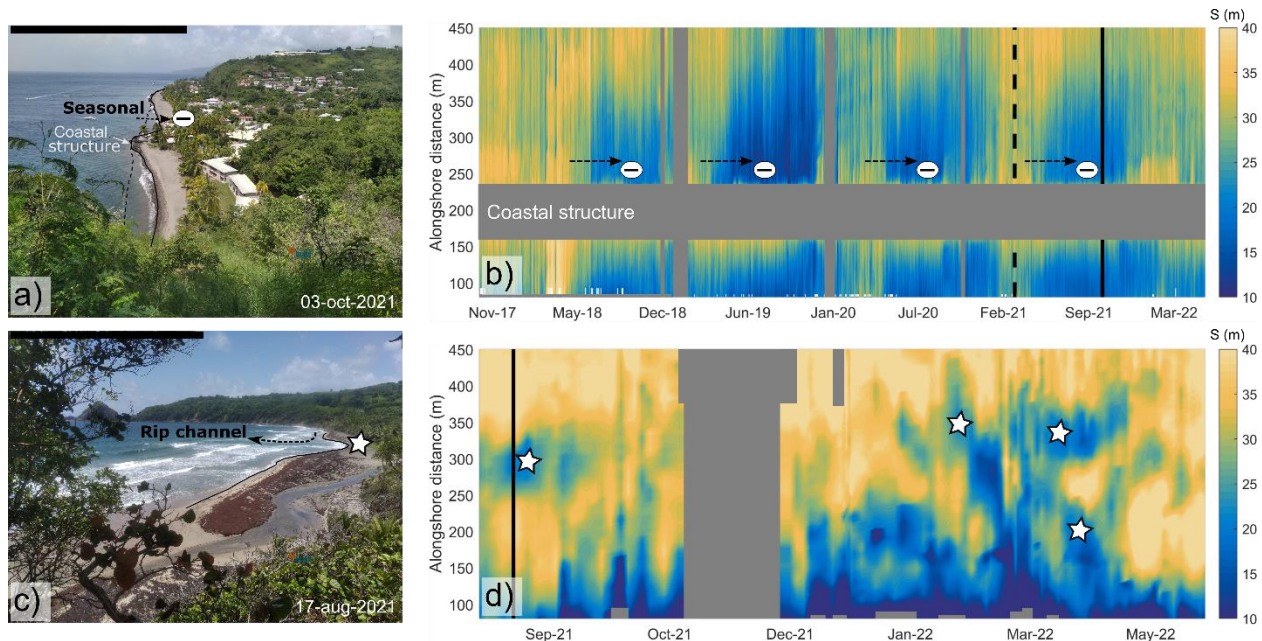 Seasonal
Coastal
structure
a)
03-oct-2021
Alongshore distance (m)
450
400
350
300
250
200
150
100
Coastal structure
b)
Nov-17 May-18 Dec-18 Jun-19 Jan-20 Jul-20 Feb-21 Sep-21 Mar-22
S (m)
40
35
30
25
20
15
10
Rip channel
c)
17-aug-2021
Alongshore distance (m)
450
400
350
300
250
200
150
100
d)
Sep-21 Oct-21 Dec-21 Jan-22 Mar-22 May-22
S (m)
40
35
30
25
20
15
10